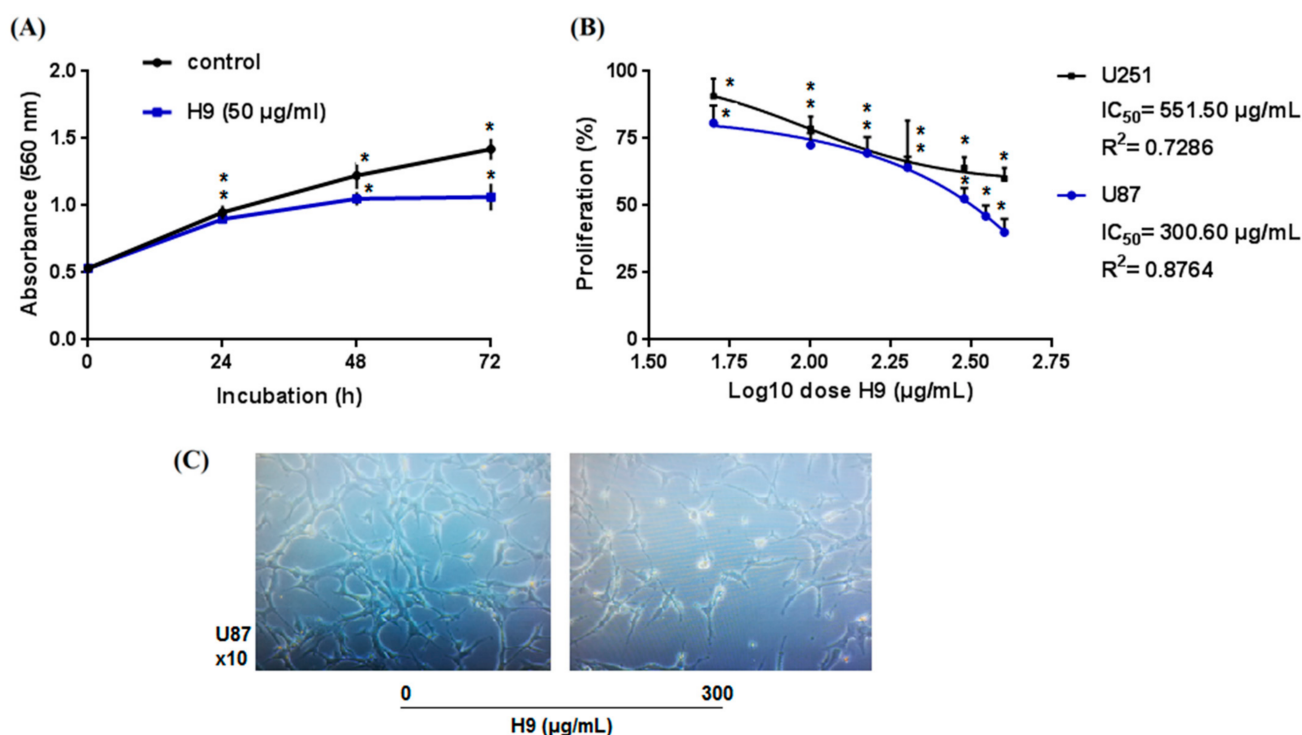 (A)
control
H9 (50 µg/ml)
Absorbance (560 nm)
2.0
1.5
1.0
0.5
0.0
* * * * * *
0 24 48 72
Incubation (h)
(B)
Proliferation (%)
100
75
50
25
0
* * * * * * * * * * * * *
1.50 1.75 2.00 2.25 2.50 2.75
Log10 dose H9 (µg/mL)
U251
IC50= 551.50 µg/mL
R2= 0.7286
U87
IC50= 300.60 µg/mL
R2= 0.8764
(C)
U87
x10
0 300
H9 (µg/mL)